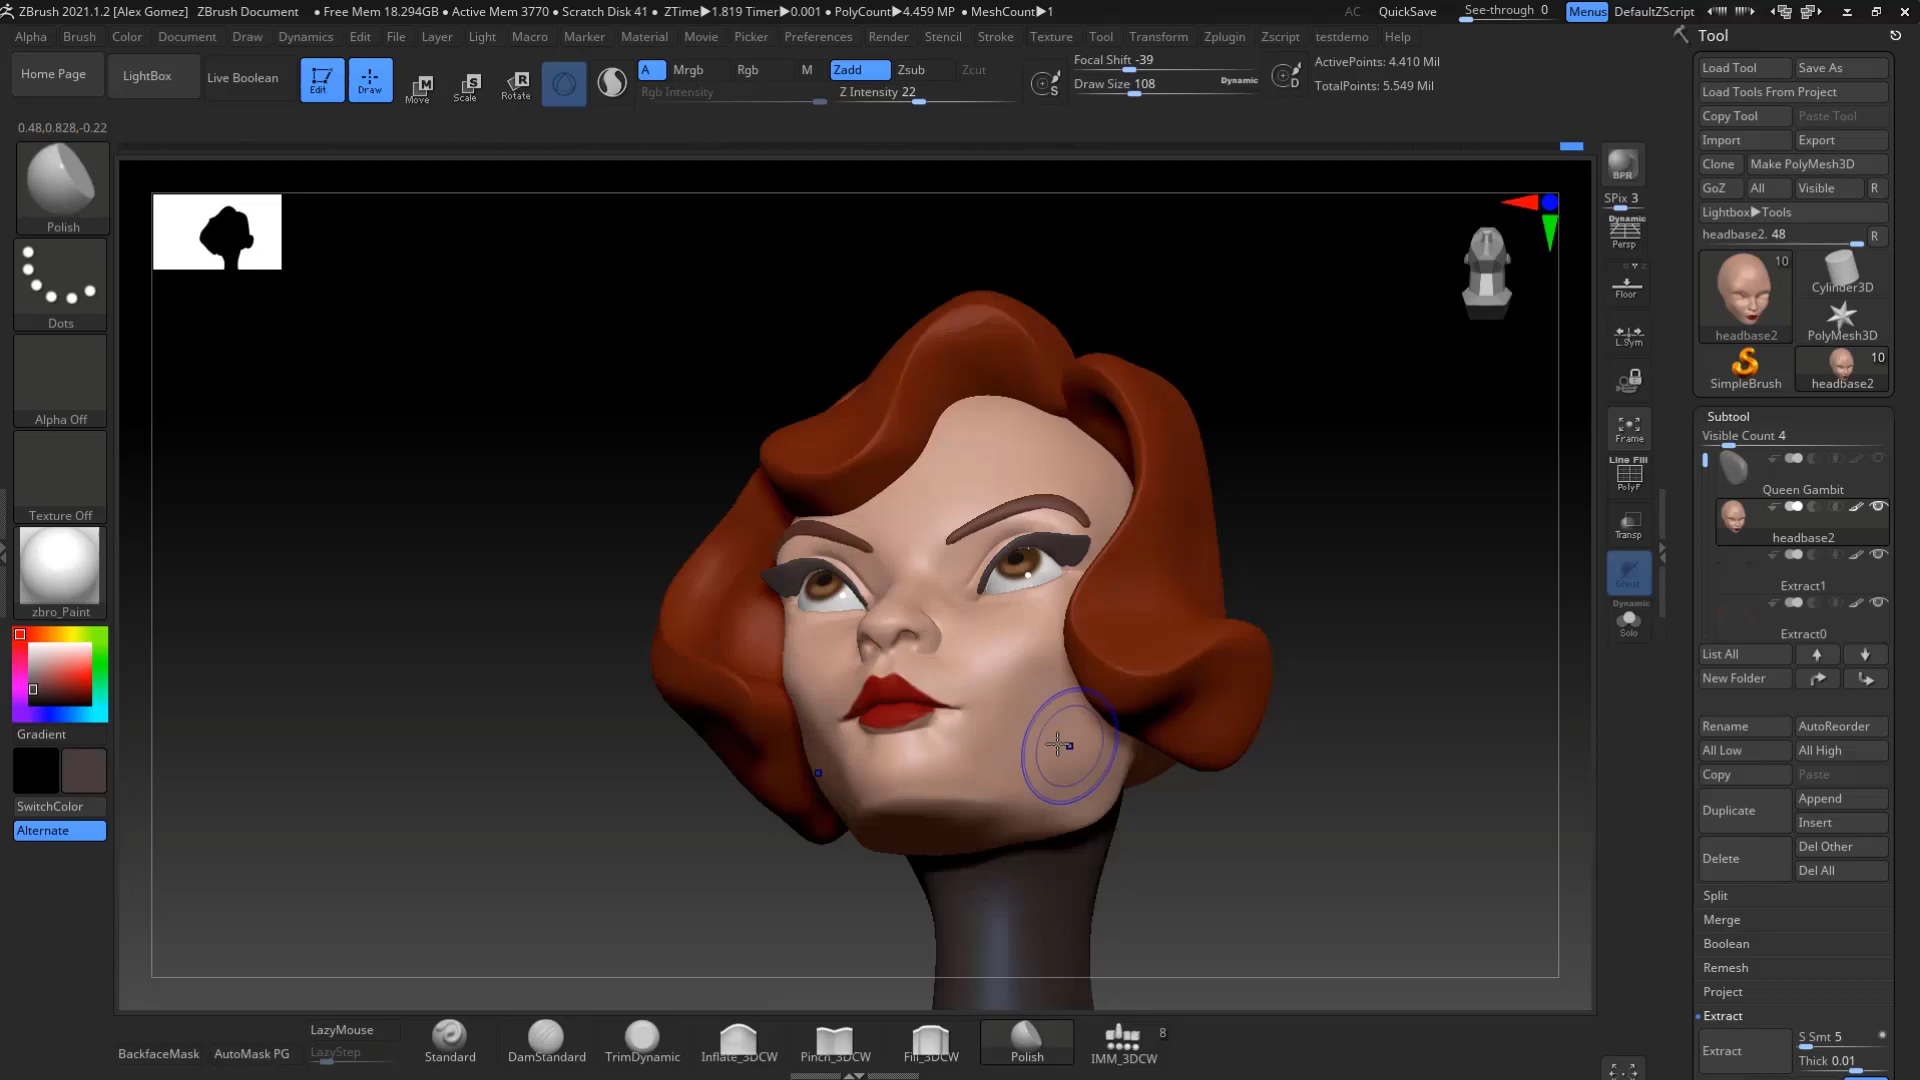 ZBrush 2021.1.2 [Alex Gomez] ZBrush Document • Free Mem 18.294GB • Active Mem 3770 • Scratch Disk 41 • ZTime▶1.819 Timer▶0.001 • PolyCount▶4.459 MP • MeshCount▶1 AC QuickSave See-through 0 Menus DefaultZScript
Alpha Brush Color Document Draw Dynamics Edit File Layer Light Macro Marker Material Movie Picker Preferences Render Stencil Stroke Texture Tool Transform Zplugin Zscript testdemo Help
Home Page LightBox Live Boolean Edit Draw Move Scale Rotate
A Mrgb Rgb M Zadd Zsub Zcut
Rgb Intensity Z Intensity 22
S Focal Shift -39
Draw Size 108 Dynamic
D ActivePoints: 4.410 Mil
TotalPoints: 5.549 Mil
0.48,0.828,-0.22
Polish
Dots
Alpha Off
Texture Off
zbro_Paint
Gradient
SwitchColor
Alternate
BPR
SPix 3
Dynamic
Persp
Floor
L.Sym
Frame
Line Fill
PolyF
Transp
Ghost
Dynamic
Solo
Tool
Load Tool Save As
Load Tools From Project
Copy Tool Paste Tool
Import Export
Clone Make PolyMesh3D
GoZ All Visible R
Lightbox▶Tools
headbase2. 48 R
10
headbase2
Cylinder3D
PolyMesh3D
SimpleBrush
10
headbase2
Subtool
Visible Count 4
Queen Gambit
headbase2
Extract1
Extract0
List All
New Folder
Rename AutoReorder
All Low All High
Copy Paste
Duplicate Append
Insert
Delete Del Other
Del All
Split
Merge
Boolean
Remesh
Project
Extract
Extract S Smt 5
Thick 0.01
BackfaceMask AutoMask PG
LazyMouse
LazyStep
Standard DamStandard TrimDynamic Inflate_3DCW Pinch_3DCW Fill_3DCW Polish IMM_3DCW 8